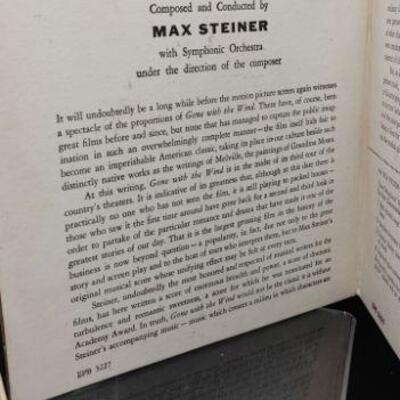 Composed and Conducted by
MAX STEINER
with Symphonic Orchestra
under the direction of the composer
It will undoubtedly be a long while before the motion picture screen again witnesses
a spectacle of the proportions of Gone with the Wind. There have, of course, been
great films before and since, but none that has managed to capture the public imag-
ination in such an overwhelmingly complete manner—the film itself bids fair to
become an imperishable American classic, taking its place in our culture beside such
distinctly native works as the writings of Melville, the paintings of Grandma Moses.
At this writing, Gone with the Wind is in the midst of its third tour of the
country's theaters. It is indicative of its greatness that, although at this date there is
practically no one who has not seen the film, it is still playing to packed houses—
those who saw it the first time around have gone back for a second and third look in
order to partake of the particular romance and drama that have made it one of the
greatest stories of our day. That it is the largest grossing film in the history of the
business is now beyond question—a popularity, in fact, due not only to the great
story and screen play and to the host of stars who interpret them, but to Max Steiner's
original musical score whose unifying effect may be felt at every turn.
Steiner, undoubtedly the most honored and respected of musical writers for the
films, has here written a score of enormous breadth and power, a score of dramatic
turbulence and romantic sweetness, a score for which he was nominated for an
Academy Award. In truth, Gone with the Wind would not be the classic it is without
Steiner's accompanying music—music which creates a milieu in which characters are
EPB 3227